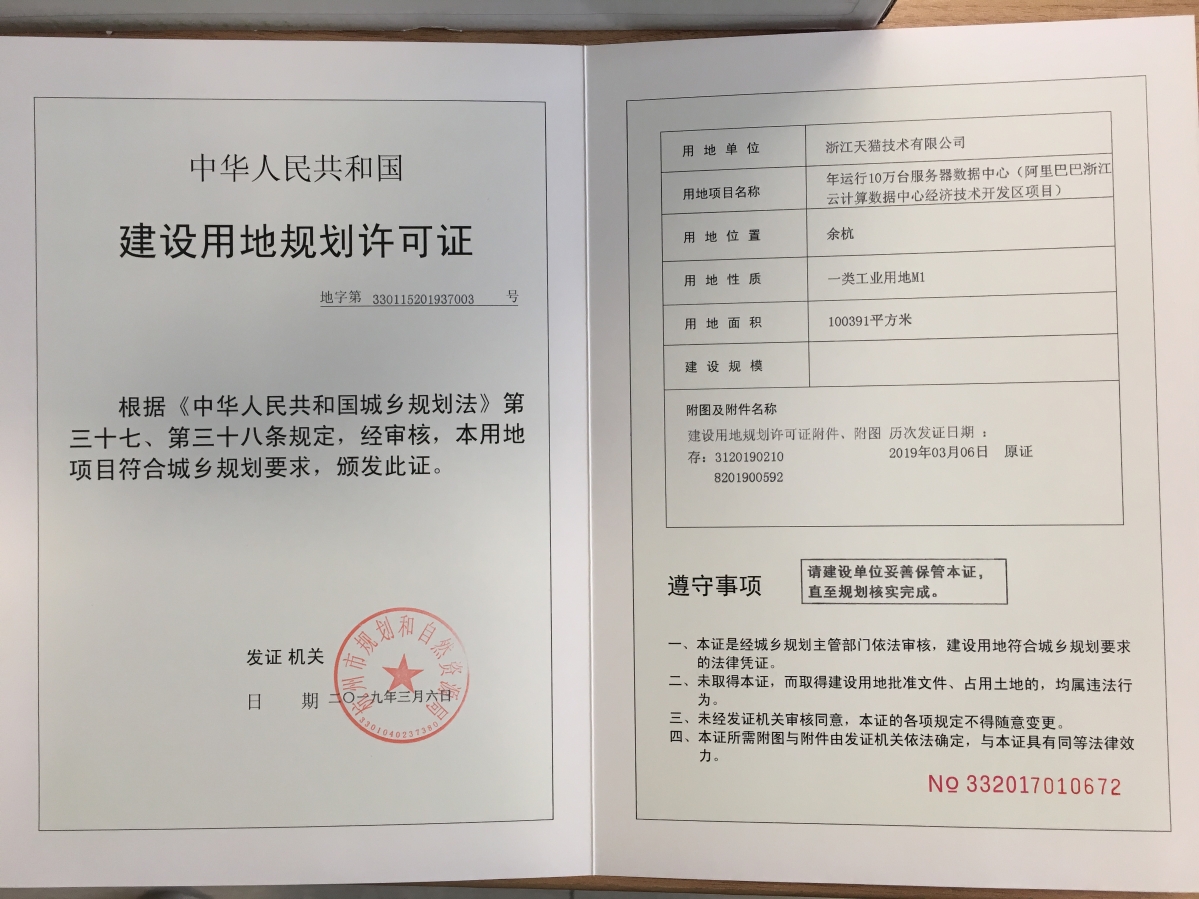 中华人民共和国
建设用地规划许可证
地字第 330115201937003 号
根据《中华人民共和国城乡规划法》第
三十七、第三十八条规定，经审核，本用地
项目符合城乡规划要求，颁发此证。
发证 机关
日 期 二〇一九年三月六日
杭州市规划和自然资源局
3301040237380
用地单位 浙江天猫技术有限公司
用地项目名称 年运行10万台服务器数据中心（阿里巴巴浙江
云计算数据中心经济技术开发区项目）
用地位置 余杭
用地性质 一类工业用地M1
用地面积 100391平方米
建设规模
附图及附件名称
建设用地规划许可证附件、附图 历次发证日期 ：
存：3120190210 2019年03月06日 原证
8201900592
遵守事项
请建设单位妥善保管本证，
直至规划核实完成。
一、本证是经城乡规划主管部门依法审核，建设用地符合城乡规划要求
的法律凭证。
二、未取得本证，而取得建设用地批准文件、占用土地的，均属违法行
为。
三、未经发证机关审核同意，本证的各项规定不得随意变更。
四、本证所需附图与附件由发证机关依法确定，与本证具有同等法律效
力。
№ 332017010672